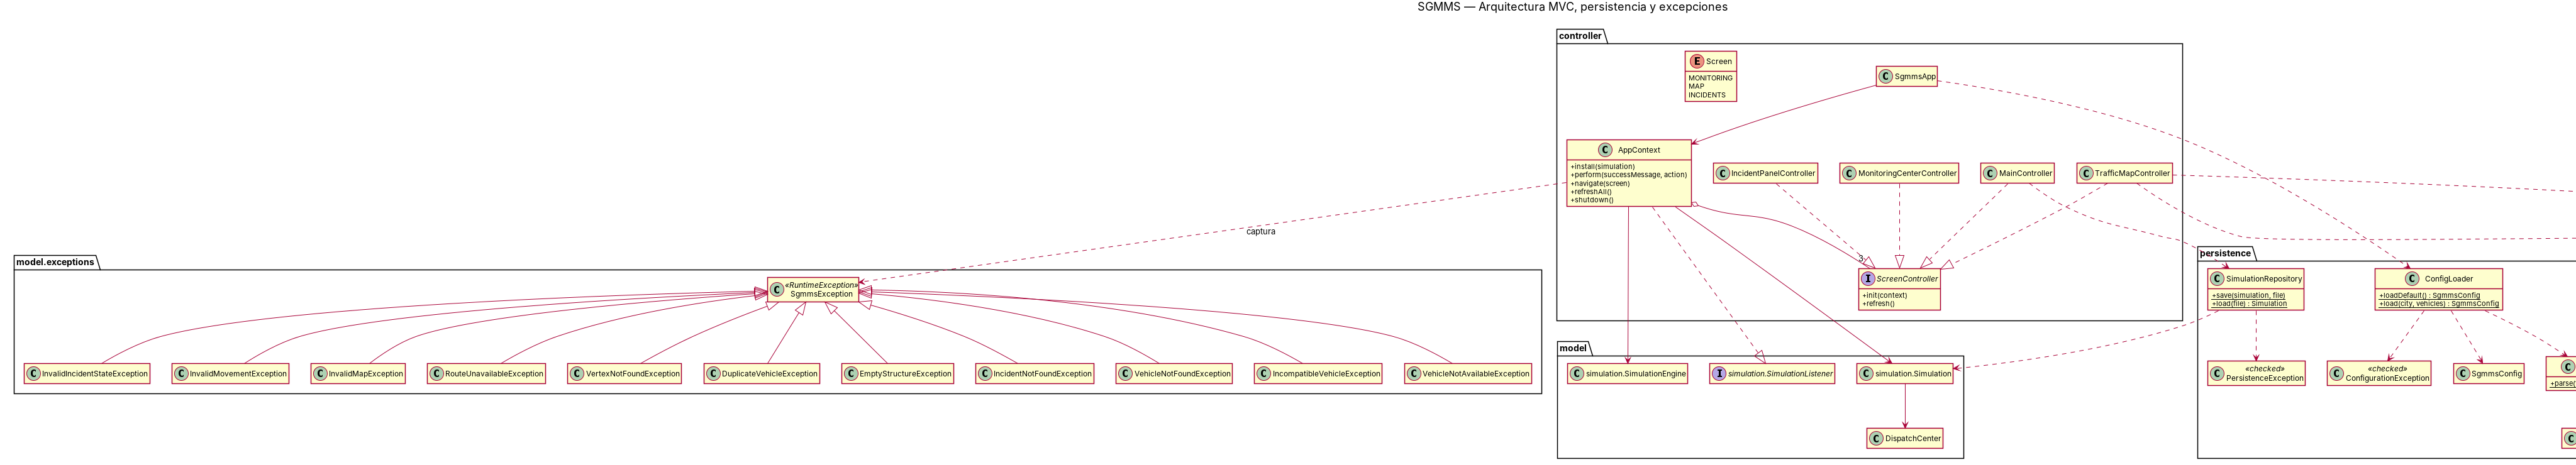 SGMMS — Arquitectura MVC, persistencia y excepciones
controller
E Screen
MONITORING
MAP
INCIDENTS
C SgmmsApp
C AppContext
+install(simulation)
+perform(successMessage, action)
+navigate(screen)
+refreshAll()
+shutdown()
C IncidentPanelController
C MonitoringCenterController
C MainController
C TrafficMapController
captura
3
I ScreenController
+init(context)
+refresh()
model.exceptions
C «RuntimeException»
SgmmsException
C InvalidIncidentStateException
C InvalidMovementException
C InvalidMapException
C RouteUnavailableException
C VertexNotFoundException
C DuplicateVehicleException
C EmptyStructureException
C IncidentNotFoundException
C VehicleNotFoundException
C IncompatibleVehicleException
C VehicleNotAvailableException
model
C simulation.SimulationEngine
I simulation.SimulationListener
C simulation.Simulation
C DispatchCenter
persistence
C SimulationRepository
+save(simulation, file)
+load(file) : Simulation
C ConfigLoader
+loadDefault() : SgmmsConfig
+load(city, vehicles) : SgmmsConfig
C «checked»
PersistenceException
C «checked»
ConfigurationException
C SgmmsConfig
C
+parse(
C